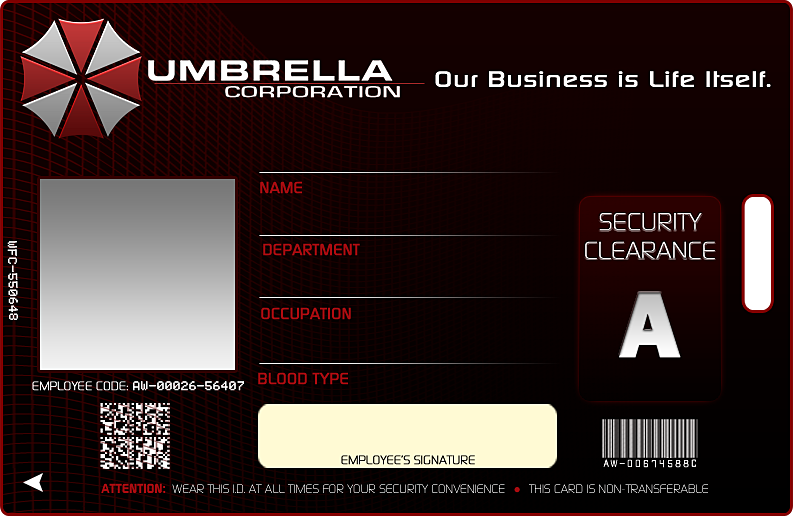 UMBRELLA
CORPORATION
Our Business is Life Itself.
NAME
DEPARTMENT
OCCUPATION
BLOOD TYPE
SECURITY
CLEARANCE
A
WFC-550648
EMPLOYEE CODE: AW-00026-56407
EMPLOYEE'S SIGNATURE
AW-00674588C
ATTENTION: WEAR THIS I.D. AT ALL TIMES FOR YOUR SECURITY CONVENIENCE ● THIS CARD IS NON-TRANSFERABLE